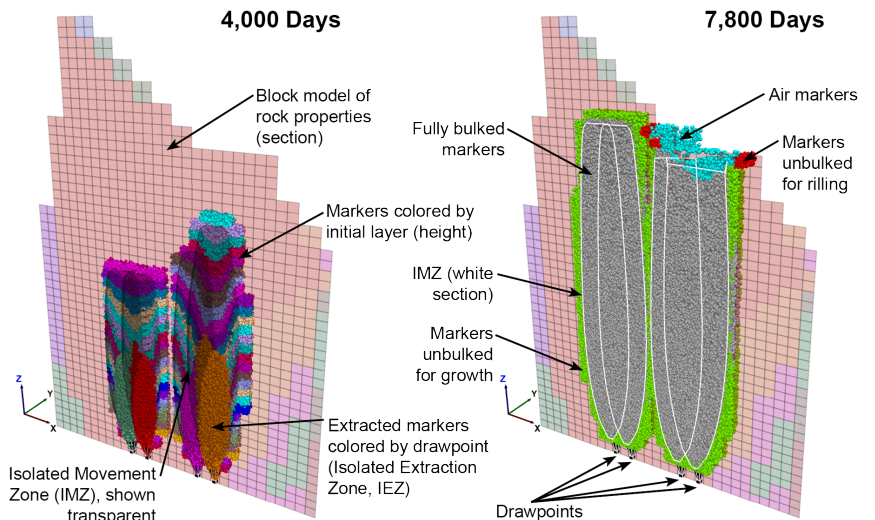 4,000 Days
Block model of
rock properties
(section)
Markers colored by
initial layer (height)
Extracted markers
colored by drawpoint
(Isolated Extraction
Zone, IEZ)
Isolated Movement
Zone (IMZ), shown
transparent
Z
Y
X
7,800 Days
Air markers
Fully bulked
markers
Markers
unbulked
for rilling
IMZ (white
section)
Markers
unbulked
for growth
Z
Y
X
Drawpoints